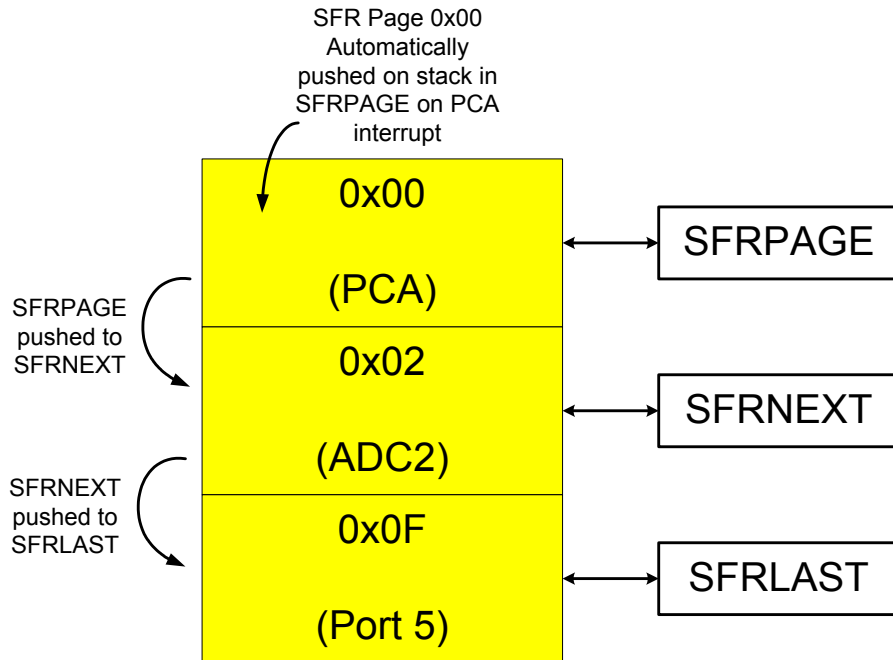 SFR Page 0x00
Automatically
pushed on stack in
SFRPAGE on PCA
interrupt
0x00
(PCA)
SFRPAGE
SFRPAGE
pushed to
SFRNEXT
0x02
(ADC2)
SFRNEXT
SFRNEXT
pushed to
SFRLAST
0x0F
(Port 5)
SFRLAST